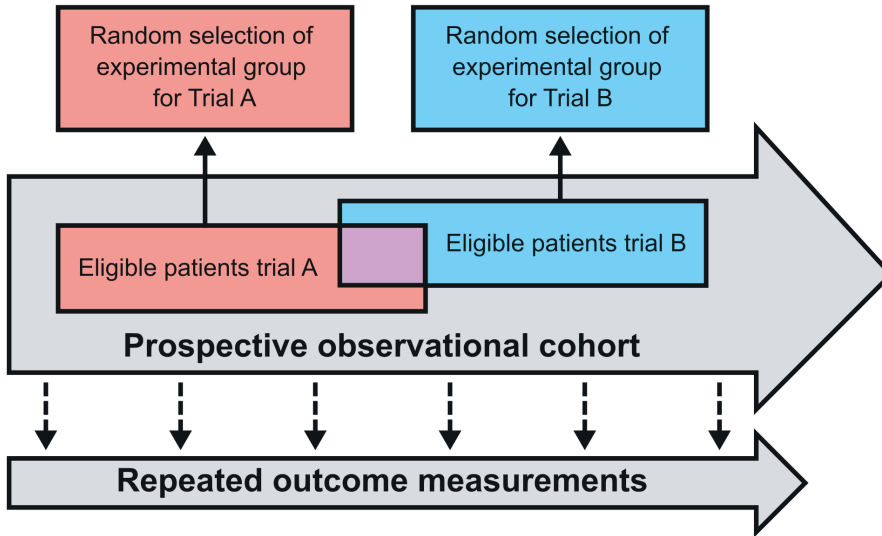 Random selection of
experimental group
for Trial A
Random selection of
experimental group
for Trial B
Eligible patients trial A
Eligible patients trial B
Prospective observational cohort
Repeated outcome measurements